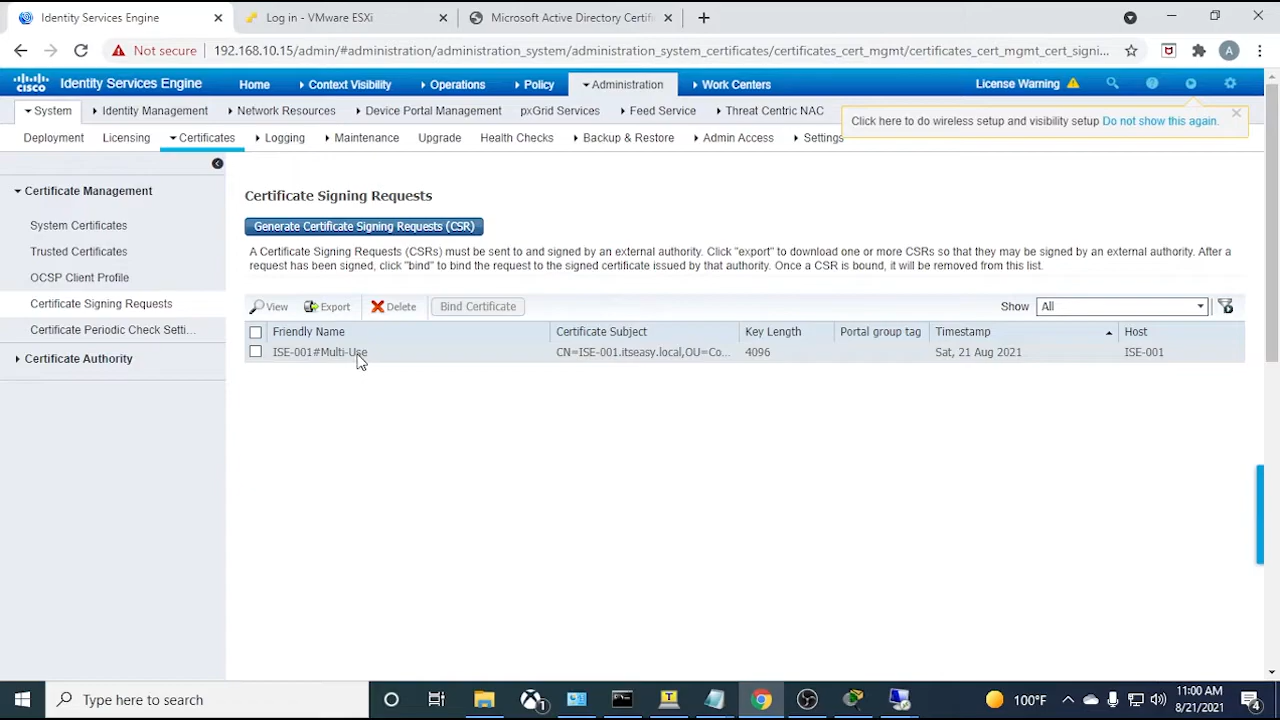 Identity Services Engine
Log in - VMware ESXi
Microsoft Active Directory Certif
Not secure
192.168.10.15/admin/#administration/administration_system/administration_system_certificates/certificates_cert_mgmt/certificates_cert_mgmt_cert_signi...
A
CISCO
Identity Services Engine
Home
Context Visibility
Operations
Policy
Administration
Work Centers
License Warning
System
Identity Management
Network Resources
Device Portal Management
pxGrid Services
Feed Service
Threat Centric NAC
Click here to do wireless setup and visibility setup Do not show this again.
Deployment
Licensing
Certificates
Logging
Maintenance
Upgrade
Health Checks
Backup & Restore
Admin Access
Settings
Certificate Management
System Certificates
Trusted Certificates
OCSP Client Profile
Certificate Signing Requests
Certificate Periodic Check Setti...
Certificate Authority
Certificate Signing Requests
Generate Certificate Signing Requests (CSR)
A Certificate Signing Requests (CSRs) must be sent to and signed by an external authority. Click "export" to download one or more CSRs so that they may be signed by an external authority. After a
request has been signed, click "bind" to bind the request to the signed certificate issued by that authority. Once a CSR is bound, it will be removed from this list.
View
Export
Delete
Bind Certificate
Show
All
Friendly Name
Certificate Subject
Key Length
Portal group tag
Timestamp
Host
ISE-001#Multi-Use
CN=ISE-001.itseasy.local,OU=Co...
4096
Sat, 21 Aug 2021
ISE-001
Type here to search
1
T
100°F
11:00 AM
8/21/2021
4